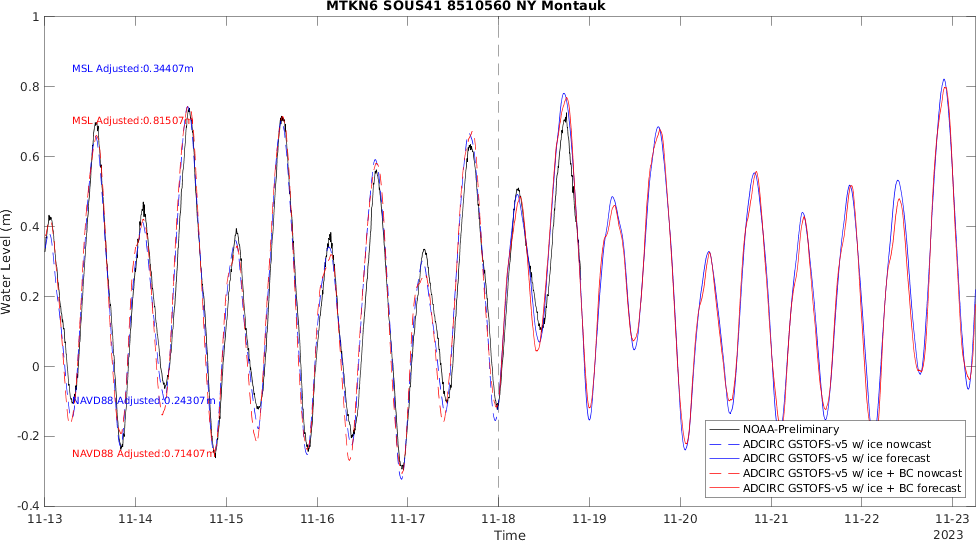 MTKN6 SOUS41 8510560 NY Montauk
1
0.8
0.6
0.4
0.2
0
-0.2
-0.4
Water Level (m)
MSL Adjusted:0.34407m
MSL Adjusted:0.81507m
NAVD88 Adjusted:0.24307m
NAVD88 Adjusted:0.71407m
NOAA-Preliminary
ADCIRC GSTOFS-v5 w/ ice nowcast
ADCIRC GSTOFS-v5 w/ ice forecast
ADCIRC GSTOFS-v5 w/ ice + BC nowcast
ADCIRC GSTOFS-v5 w/ ice + BC forecast
11-13 11-14 11-15 11-16 11-17 11-18 11-19 11-20 11-21 11-22 11-23
Time
2023